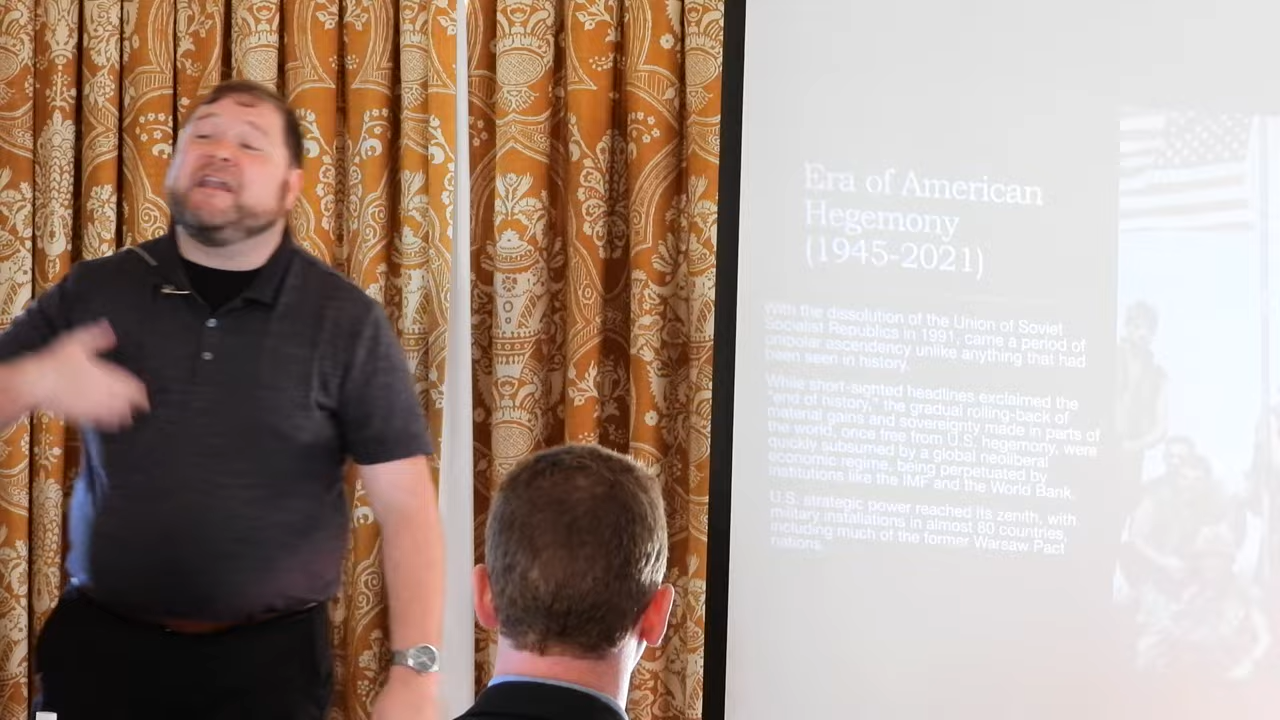 Era of American
Hegemony
(1945-2021)
With the dissolution of the Union of Soviet
Socialist Republics in 1991, came a period of
unipolar ascendency unlike anything that had
been seen in history.
While short-sighted headlines exclaimed the
"end of history," the gradual rolling-back of
material gains and sovereignty made in parts of
the world, once free from U.S. hegemony, were
quickly subsumed by a global neoliberal
economic regime, being perpetuated by
institutions like the IMF and the World Bank.
U.S. strategic power reached its zenith, with
military installations in almost 80 countries,
including much of the former Warsaw Pact
nations.